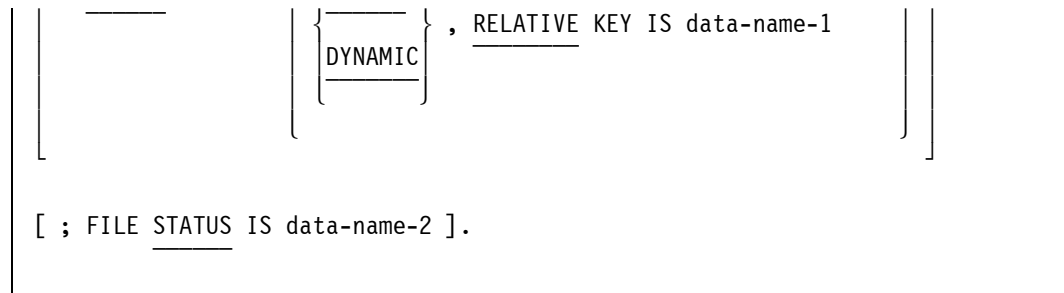 , RELATIVE KEY IS data-name-1
DYNAMIC
[ ; FILE STATUS IS data-name-2 ].